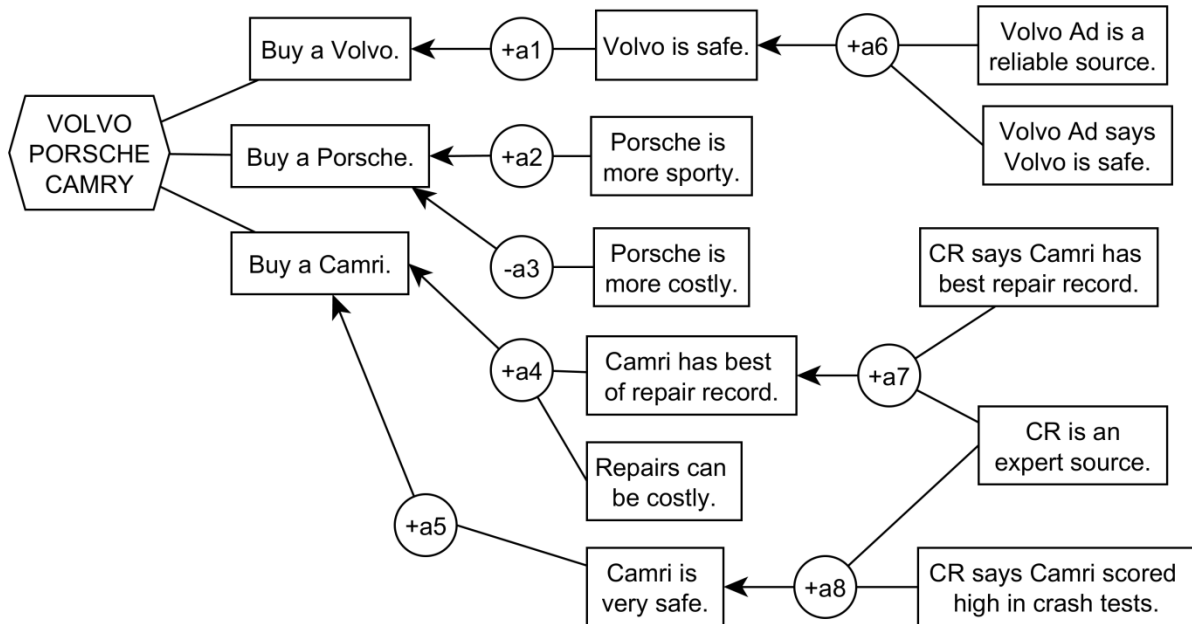 VOLVO
PORSCHE
CAMRY
Buy a Volvo.
+a1
Volvo is safe.
+a6
Volvo Ad is a
reliable source.
Volvo Ad says
Volvo is safe.
Buy a Porsche.
+a2
Porsche is
more sporty.
-a3
Porsche is
more costly.
Buy a Camri.
+a4
Camri has best
of repair record.
+a7
CR says Camri has
best repair record.
CR is an
expert source.
Repairs can
be costly.
+a5
Camri is
very safe.
+a8
CR says Camri scored
high in crash tests.